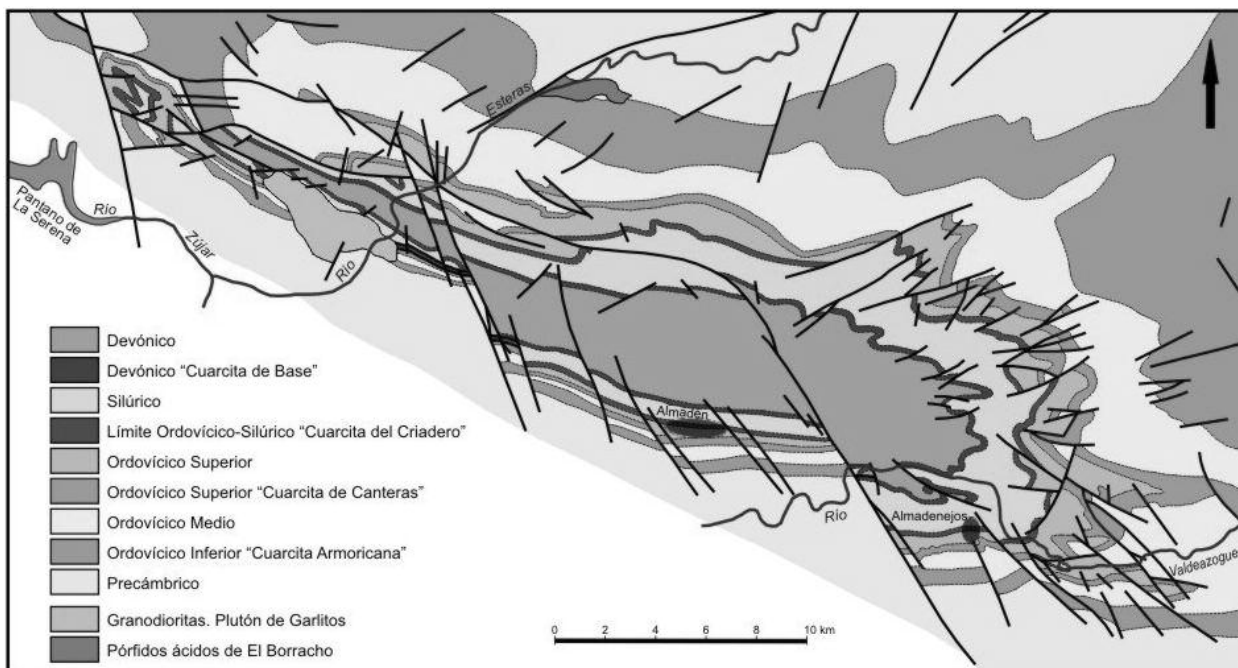 Esteras
Pantano de
La Serena
Río
Zújar
Río
Devónico
Devónico “Cuarcita de Base”
Silúrico
Límite Ordovícico-Silúrico “Cuarcita del Criadero”
Ordovícico Superior
Ordovícico Superior “Cuarcita de Canteras”
Ordovícico Medio
Ordovícico Inferior “Cuarcita Armoricana”
Precámbrico
Granodioritas. Plutón de Garlitos
Pórfidos ácidos de El Borracho
Almadén
Río
Almadenejos
Valdeazogue
0 2 4 6 8 10 km